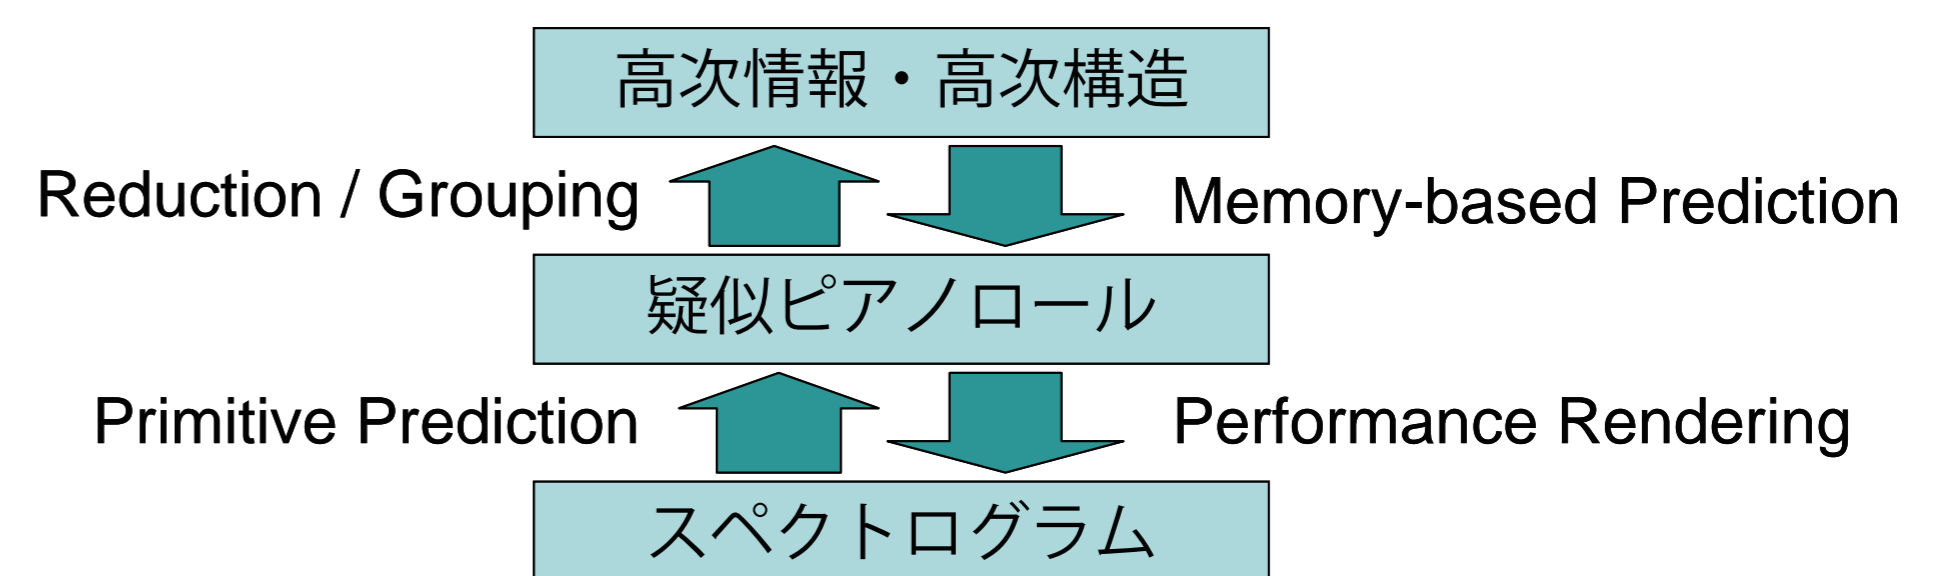 高次情報・高次構造
Reduction / Grouping
Memory-based Prediction
疑似ピアノロール
Primitive Prediction
Performance Rendering
スペクトログラム